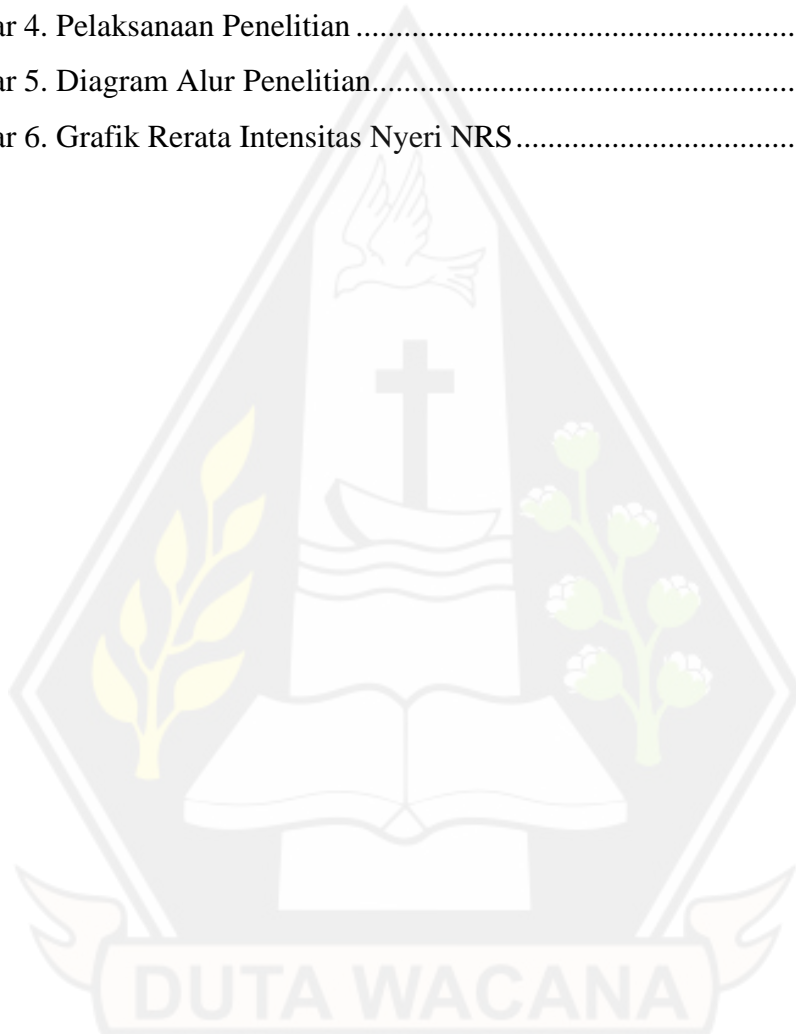 ar 4. Pelaksanaan Penelitian ....................................................
ar 5. Diagram Alur Penelitian..................................................
ar 6. Grafik Rerata Intensitas Nyeri NRS................................
DUTA WACANA